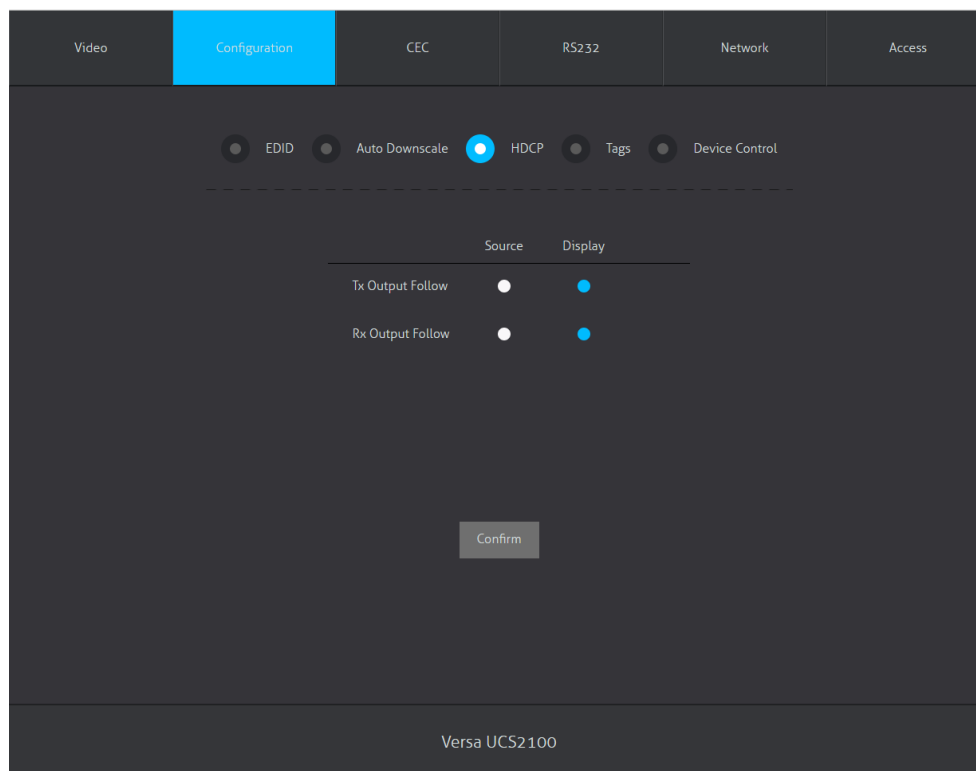 Video Configuration CEC RS232 Network Access
EDID Auto Downscale HDCP Tags Device Control
Source Display
Tx Output Follow
Rx Output Follow
Confirm
Versa UCS2100